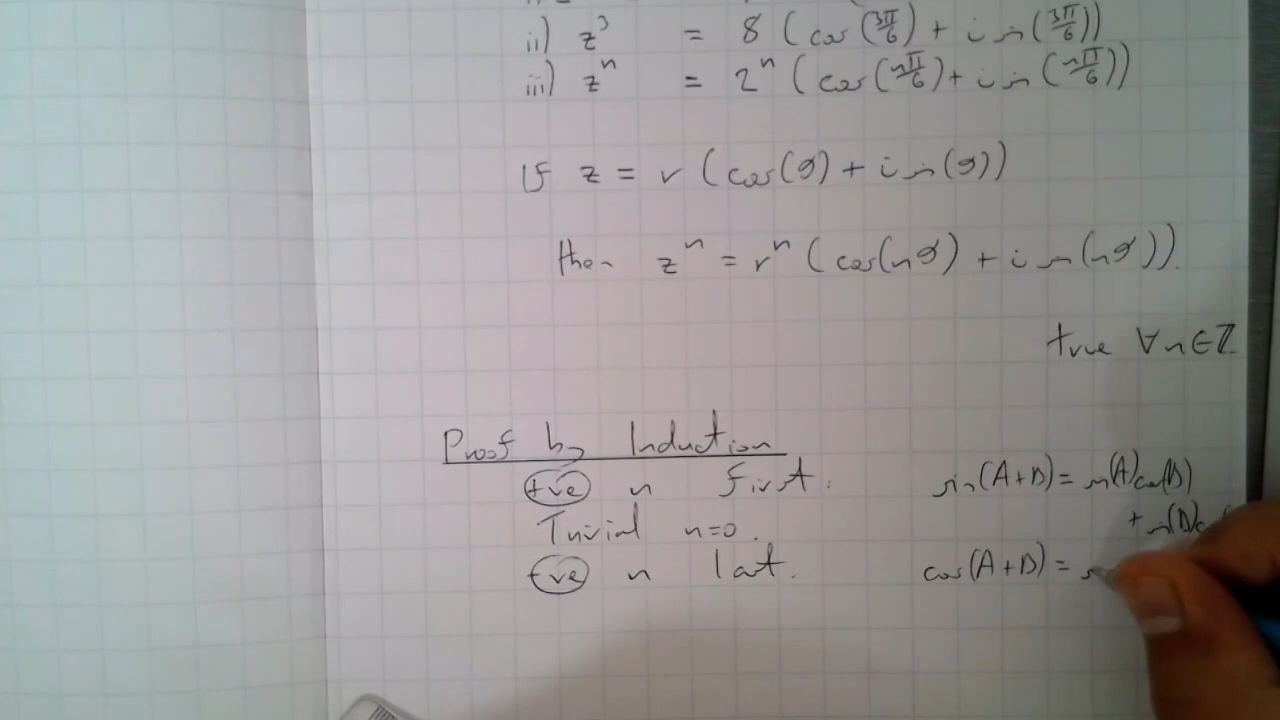 ii) z³ = 8 (cos(3π/6) + i sin(3π/6))
iii) zⁿ = 2ⁿ (cos(nπ/6) + i sin(nπ/6))
If z = r (cos(θ) + i sin(θ))
then zⁿ = rⁿ (cos(nθ) + i sin(nθ)).
true ∀n∈ℤ
Proof by Induction
+ve n first.
Trivial n=0.
-ve n last.
sin(A+B) = sin(A)cos(B)
+ sin(B)c
cos(A+B) =